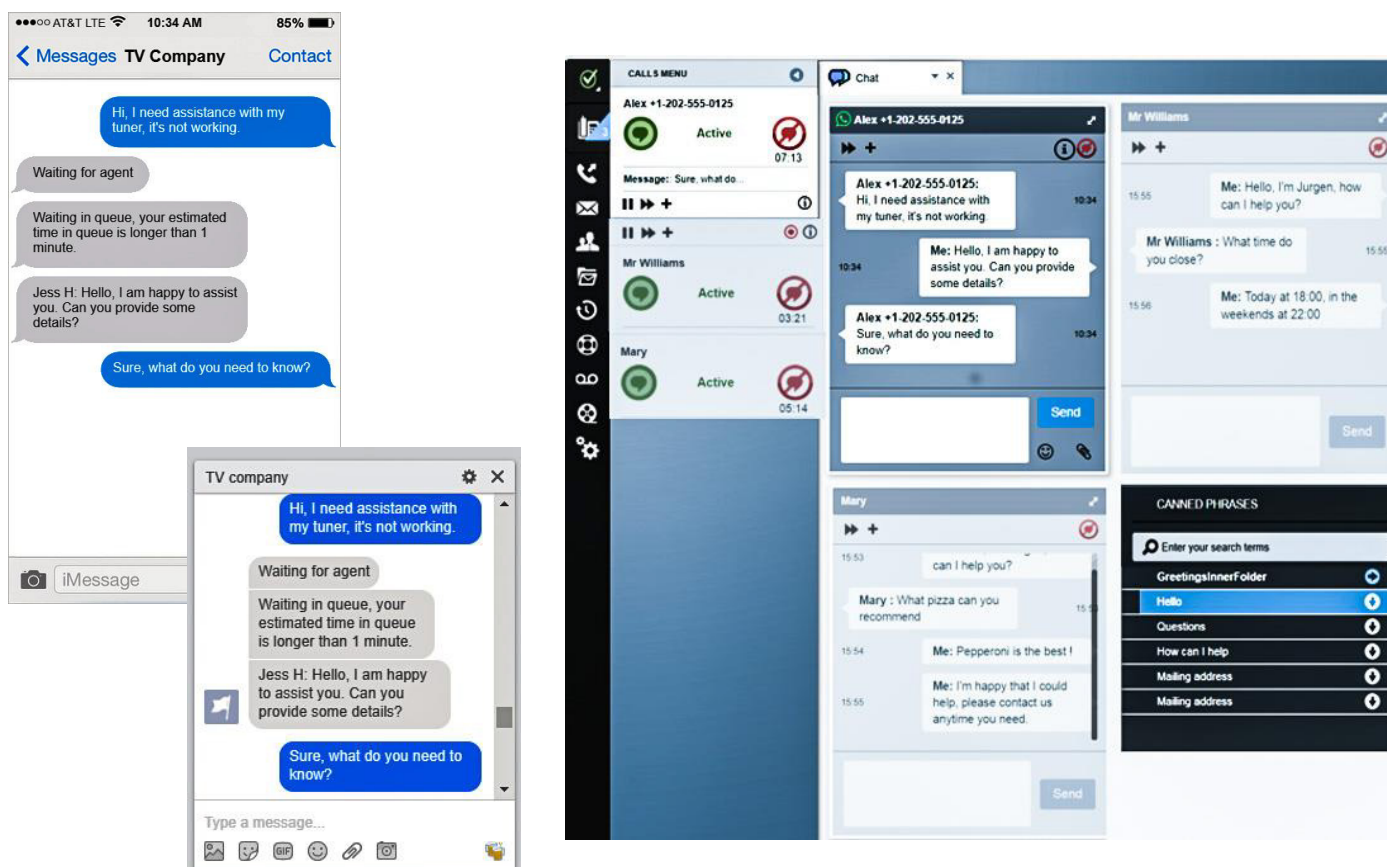 AT&T LTE 10:34 AM 85%
Messages TV Company Contact
Hi, I need assistance with my
tuner, it's not working.
Waiting for agent
Waiting in queue, your estimated
time in queue is longer than 1
minute.
Jess H: Hello, I am happy to assist
you. Can you provide some
details?
Sure, what do you need to know?
iMessage
TV company
Hi, I need assistance with
my tuner, it's not working.
Waiting for agent
Waiting in queue, your
estimated time in queue
is longer than 1 minute.
Jess H: Hello, I am happy
to assist you. Can you
provide some details?
Sure, what do you need to
know?
Type a message...
GIF
CALLS MENU
Alex +1-202-555-0125
Active
07:13
Message: Sure, what do...
Mr Williams
Active
03:21
Mary
Active
05:14
Chat
Alex +1-202-555-0125
Alex +1-202-555-0125:
Hi, I need assistance with
my tuner, it's not working
10:34
Me: Hello, I am happy to
assist you. Can you provide
some details?
10:34
Alex +1-202-555-0125:
Sure, what do you need to
know?
10:34
Send
Mr Williams
15:55
Me: Hello, I'm Jurgen, how
can I help you?
Mr Williams : What time do
you close?
15:55
15:56
Me: Today at 18:00, in the
weekends at 22:00
Send
Mary
15:53
can I help you?
Mary : What pizza can you
recommend
15:54
Me: Pepperoni is the best !
15:55
Me: I'm happy that I could
help, please contact us
anytime you need.
Send
CANNED PHRASES
Enter your search terms
GreetingsInnerFolder
Hello
Questions
How can I help
Mailing address
Mailing address